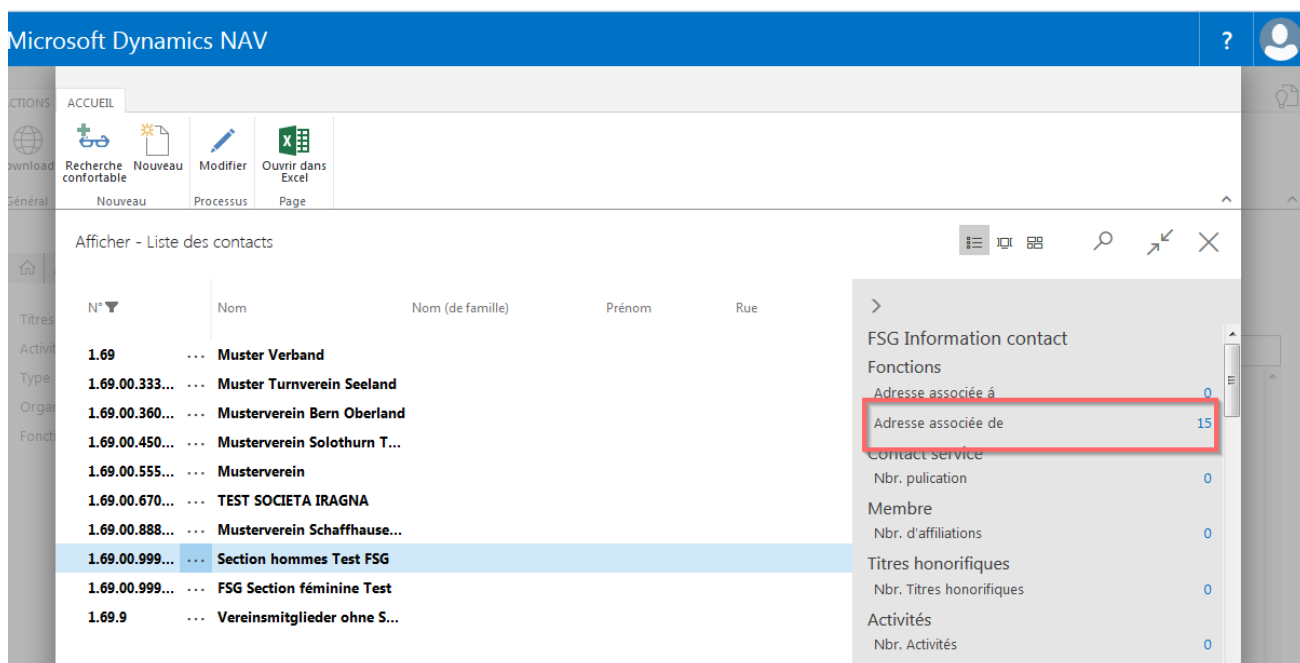 Microsoft Dynamics NAV ?
CTIONS ACCUEIL
Recherche confortable Nouveau Modifier Ouvrir dans Excel
ownload
Général Nouveau Processus Page
Afficher - Liste des contacts
N° Nom Nom (de famille) Prénom Rue
1.69 ... Muster Verband
1.69.00.333... ... Muster Turnverein Seeland
1.69.00.360... ... Musterverein Bern Oberland
1.69.00.450... ... Musterverein Solothurn T...
1.69.00.555... ... Musterverein
1.69.00.670... ... TEST SOCIETA IRAGNA
1.69.00.888... ... Musterverein Schaffhause...
1.69.00.999... ... Section hommes Test FSG
1.69.00.999... ... FSG Section féminine Test
1.69.9 ... Vereinsmitglieder ohne S...
Titres
Activit
Type
Orga
Foncti
FSG Information contact
Fonctions
Adresse associée á 0
Adresse associée de 15
Contact service
Nbr. pulication 0
Membre
Nbr. d'affiliations 0
Titres honorifiques
Nbr. Titres honorifiques 0
Activités
Nbr. Activités 0